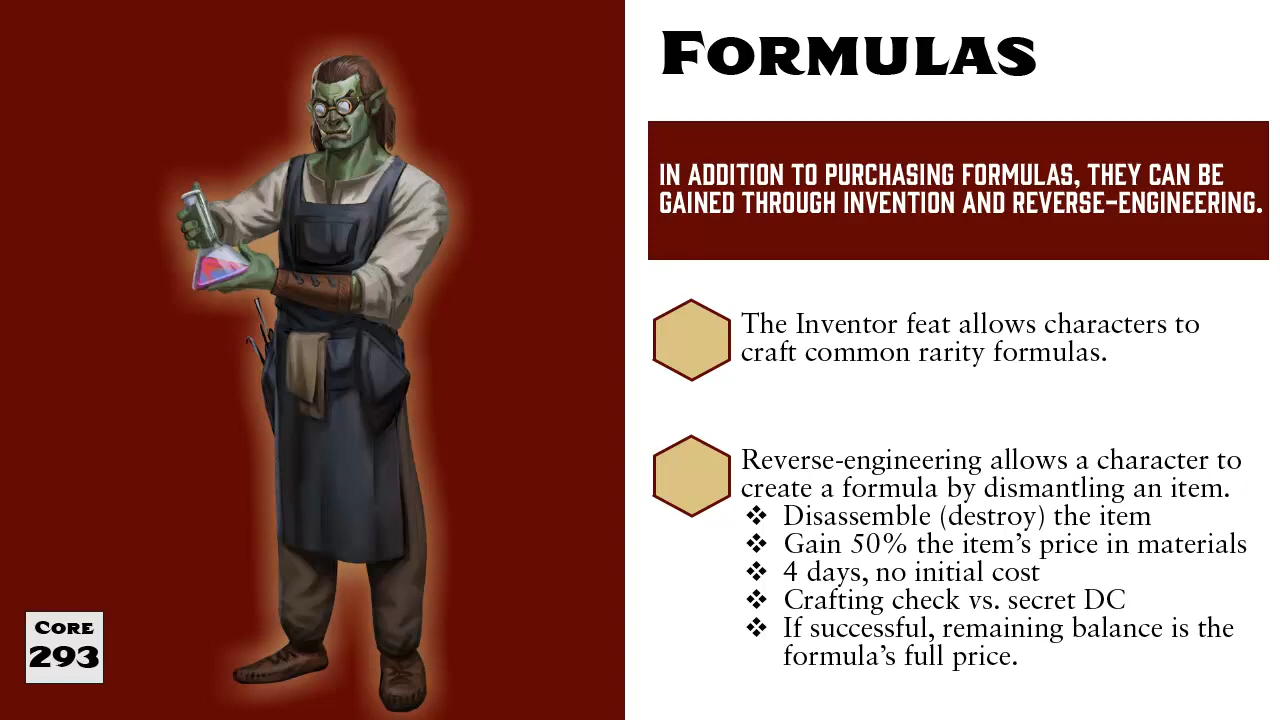 FORMULAS
IN ADDITION TO PURCHASING FORMULAS, THEY CAN BE
GAINED THROUGH INVENTION AND REVERSE-ENGINEERING.
The Inventor feat allows characters to
craft common rarity formulas.
Reverse-engineering allows a character to
create a formula by dismantling an item.
❖ Disassemble (destroy) the item
❖ Gain 50% the item's price in materials
❖ 4 days, no initial cost
❖ Crafting check vs. secret DC
❖ If successful, remaining balance is the
formula's full price.
CORE
293